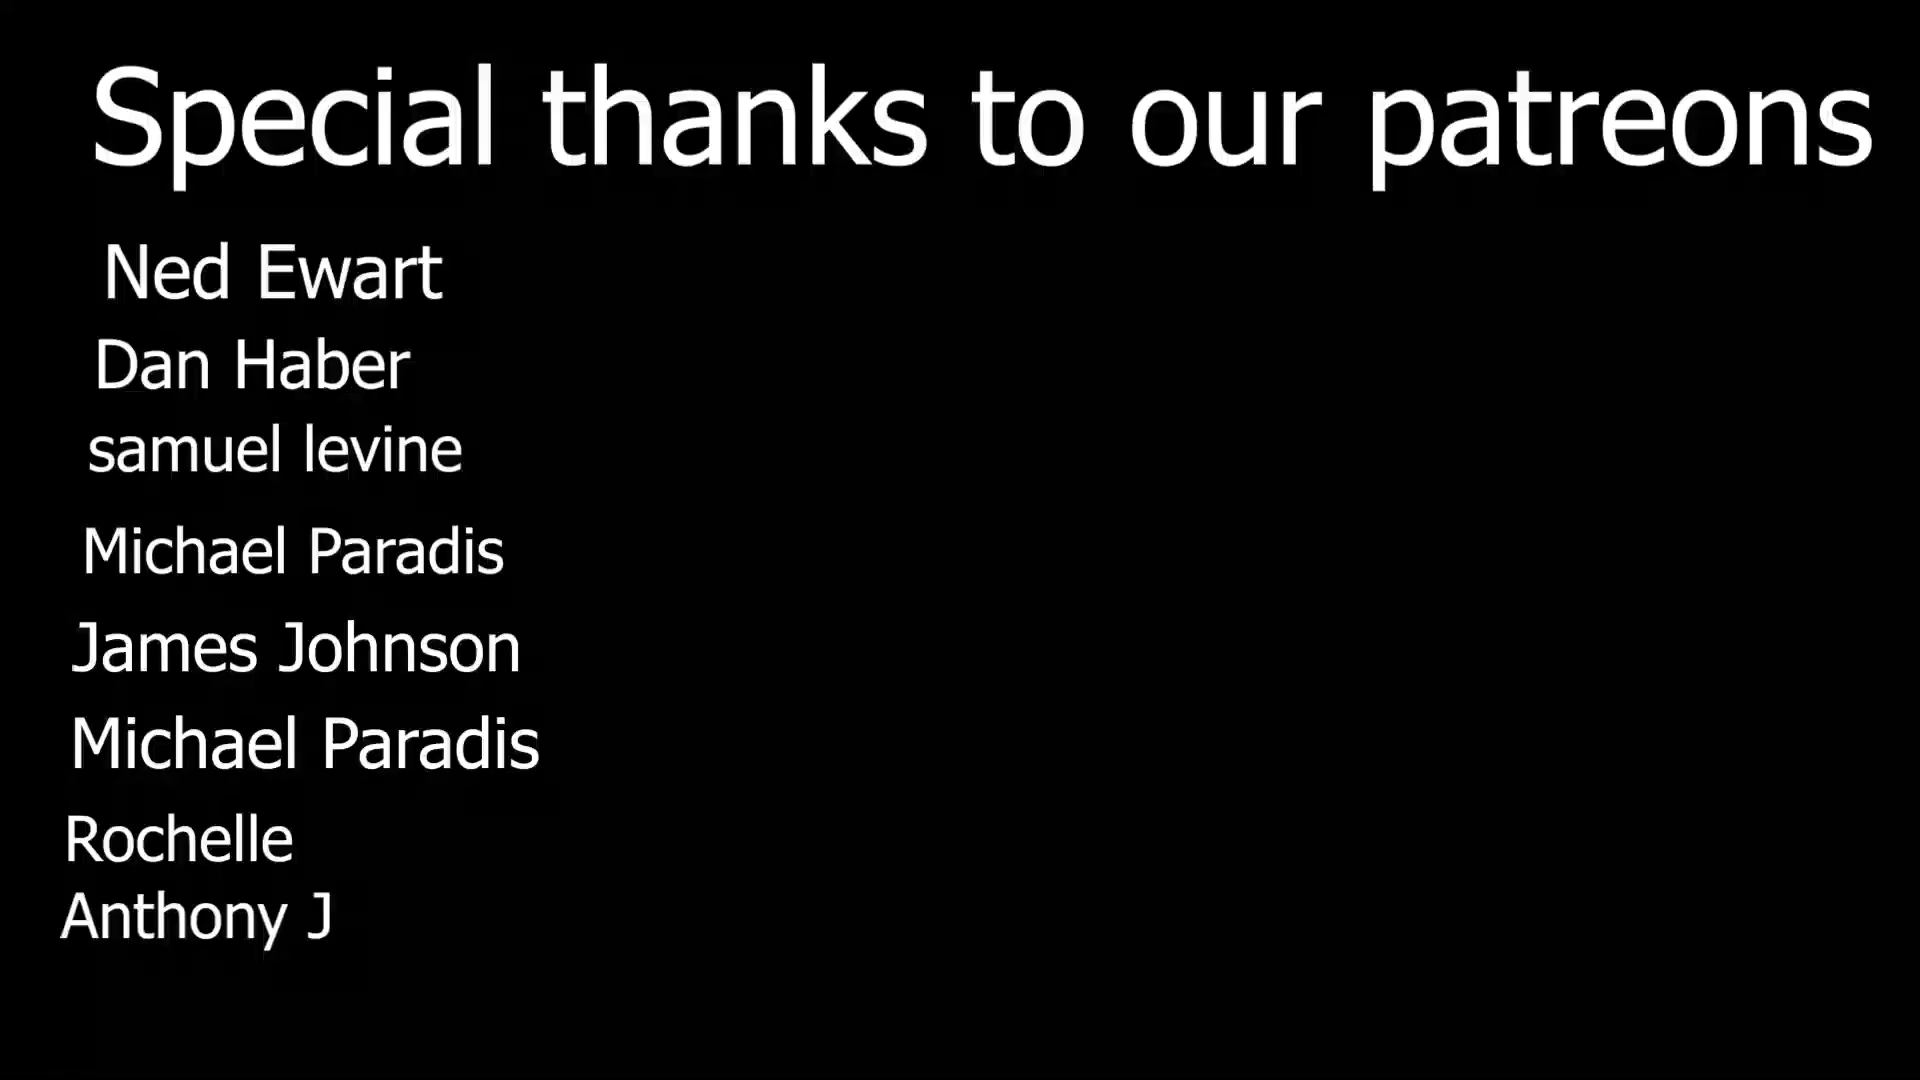 Special thanks to our patreons
Ned Ewart
Dan Haber
samuel levine
Michael Paradis
James Johnson
Michael Paradis
Rochelle
Anthony J